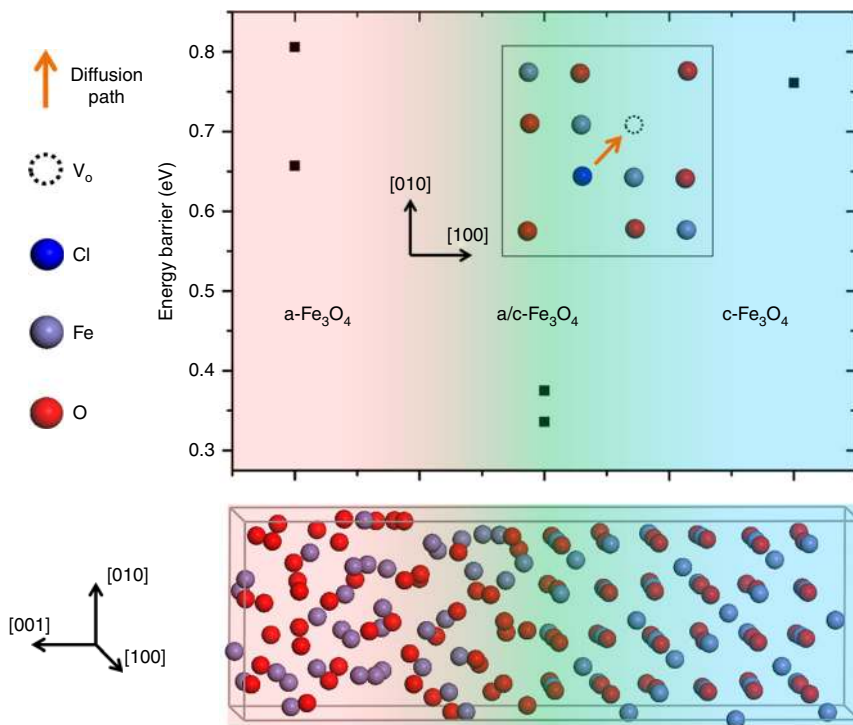 Diffusion
path
Vₒ
Cl
Fe
O
Energy barrier (eV)
0.8
0.7
0.6
0.5
0.4
0.3
[010]
[100]
a-Fe₃O₄
a/c-Fe₃O₄
c-Fe₃O₄
[010]
[001]
[100]